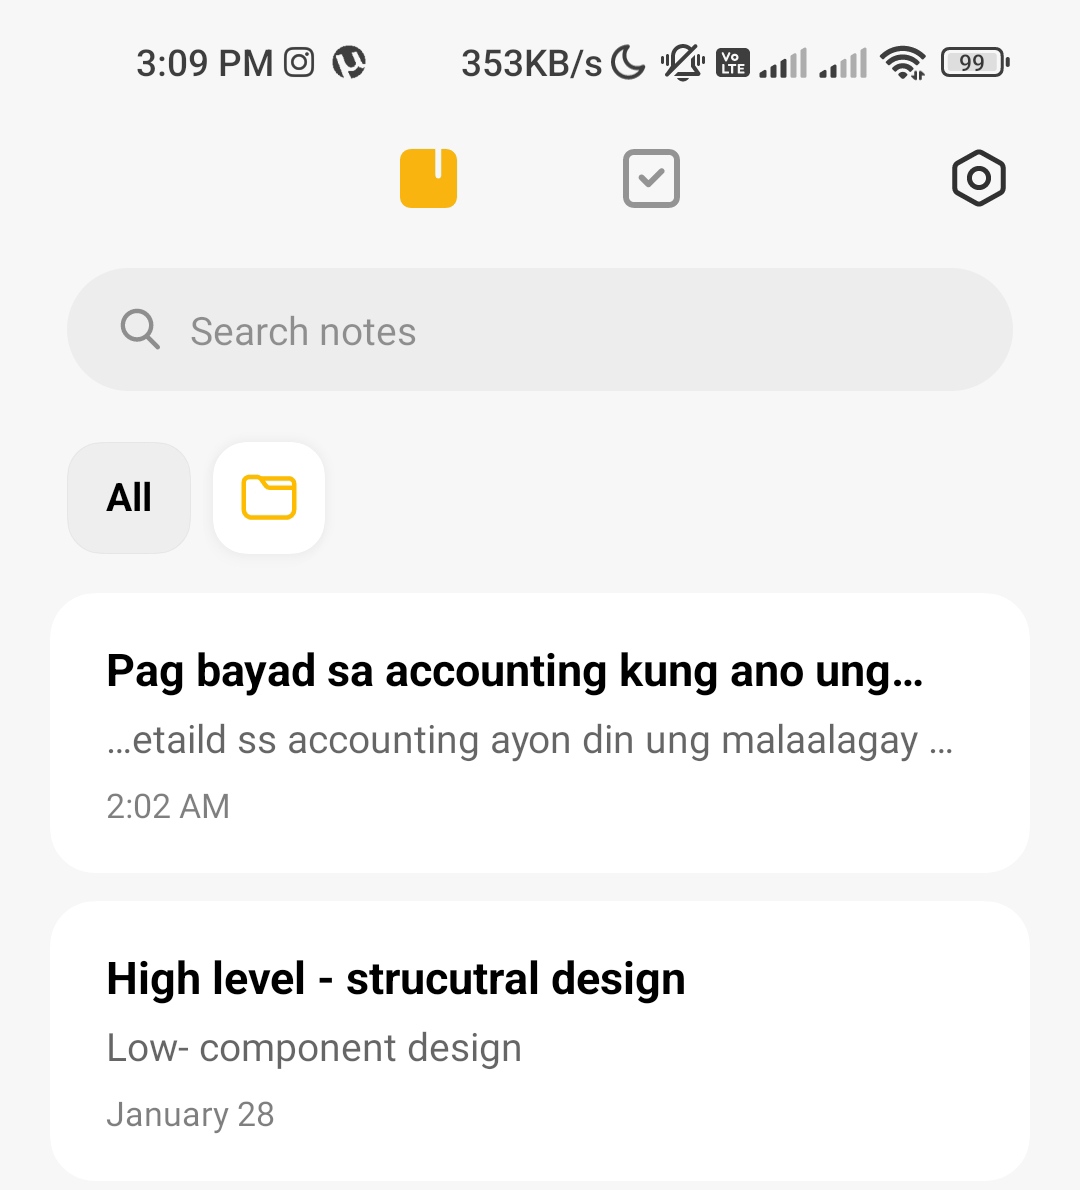 3:09 PM 353KB/s Vo LTE 99
Search notes
All
Pag bayad sa accounting kung ano ung...
...etaild ss accounting ayon din ung malaalagay ...
2:02 AM
High level - strucutral design
Low- component design
January 28